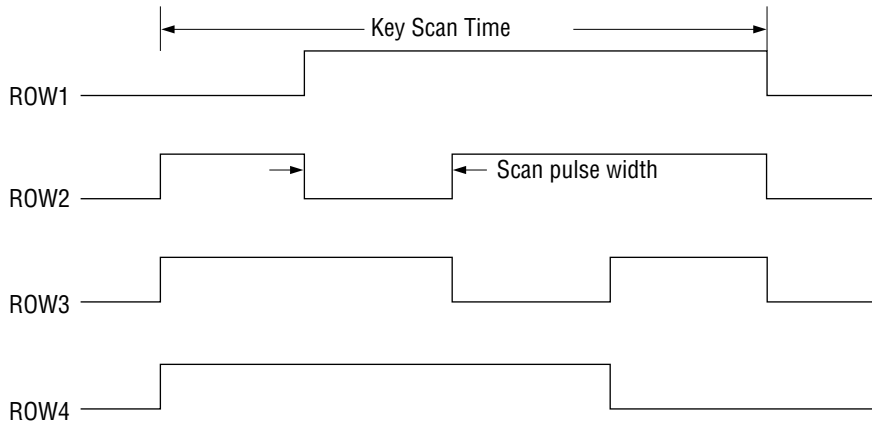 Key Scan Time
ROW1
Scan pulse width
ROW2
ROW3
ROW4